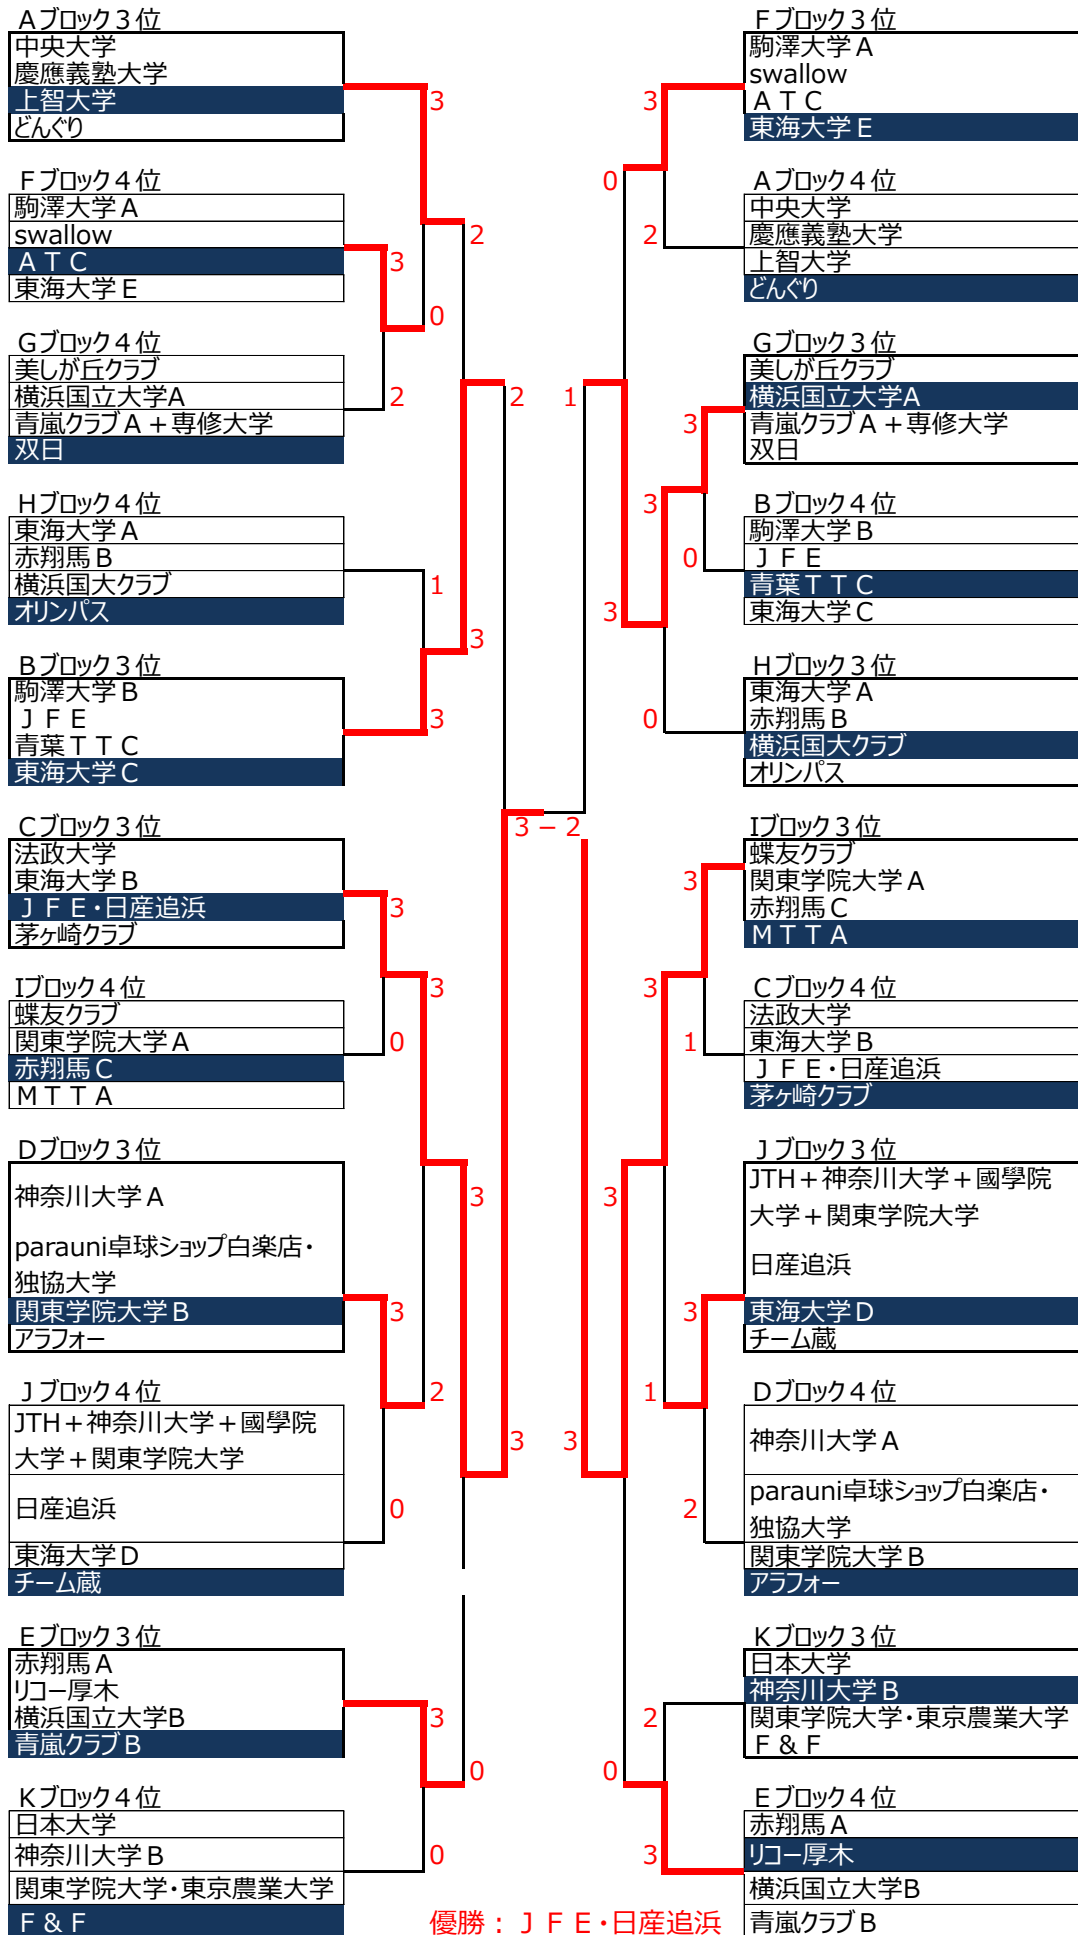 Aブロック３位
中央大学
慶應義塾大学
上智大学
どんぐり
Fブロック４位
駒澤大学Ａ
swallow
ＡＴＣ
東海大学Ｅ
Gブロック４位
美しが丘クラブ
横浜国立大学A
青嵐クラブＡ＋専修大学
双日
Hブロック４位
東海大学Ａ
赤翔馬Ｂ
横浜国大クラブ
オリンパス
Bブロック３位
駒澤大学Ｂ
ＪＦＥ
青葉ＴＴＣ
東海大学Ｃ
Cブロック３位
法政大学
東海大学Ｂ
ＪＦＥ・日産追浜
茅ヶ崎クラブ
Iブロック４位
蝶友クラブ
関東学院大学Ａ
赤翔馬Ｃ
ＭＴＴＡ
Dブロック３位
神奈川大学Ａ
parauni卓球ショップ白楽店・
独協大学
関東学院大学Ｂ
アラフォー
Ｊブロック４位
JTH＋神奈川大学＋國學院
大学＋関東学院大学
日産追浜
東海大学Ｄ
チーム蔵
Eブロック３位
赤翔馬Ａ
リコー厚木
横浜国立大学B
青嵐クラブＢ
Kブロック４位
日本大学
神奈川大学Ｂ
関東学院大学・東京農業大学
Ｆ＆Ｆ
3
2
3
0
2
2
1
3
3
3
3
0
3
3
2
0
3
3
0
0
3－2
3
0
2
1
3
3
0
3
0
3
3
1
3
3
1
3
2
2
0
3
優勝：ＪＦＥ・日産追浜
Fブロック３位
駒澤大学Ａ
swallow
ＡＴＣ
東海大学Ｅ
Aブロック４位
中央大学
慶應義塾大学
上智大学
どんぐり
Gブロック３位
美しが丘クラブ
横浜国立大学A
青嵐クラブＡ＋専修大学
双日
Bブロック４位
駒澤大学Ｂ
ＪＦＥ
青葉ＴＴＣ
東海大学Ｃ
Hブロック３位
東海大学Ａ
赤翔馬Ｂ
横浜国大クラブ
オリンパス
Iブロック３位
蝶友クラブ
関東学院大学Ａ
赤翔馬Ｃ
ＭＴＴＡ
Cブロック４位
法政大学
東海大学Ｂ
ＪＦＥ・日産追浜
茅ヶ崎クラブ
Ｊブロック３位
JTH＋神奈川大学＋國學院
大学＋関東学院大学
日産追浜
東海大学Ｄ
チーム蔵
Dブロック４位
神奈川大学Ａ
parauni卓球ショップ白楽店・
独協大学
関東学院大学Ｂ
アラフォー
Kブロック３位
日本大学
神奈川大学Ｂ
関東学院大学・東京農業大学
Ｆ＆Ｆ
Eブロック４位
赤翔馬Ａ
リコー厚木
横浜国立大学B
青嵐クラブＢ